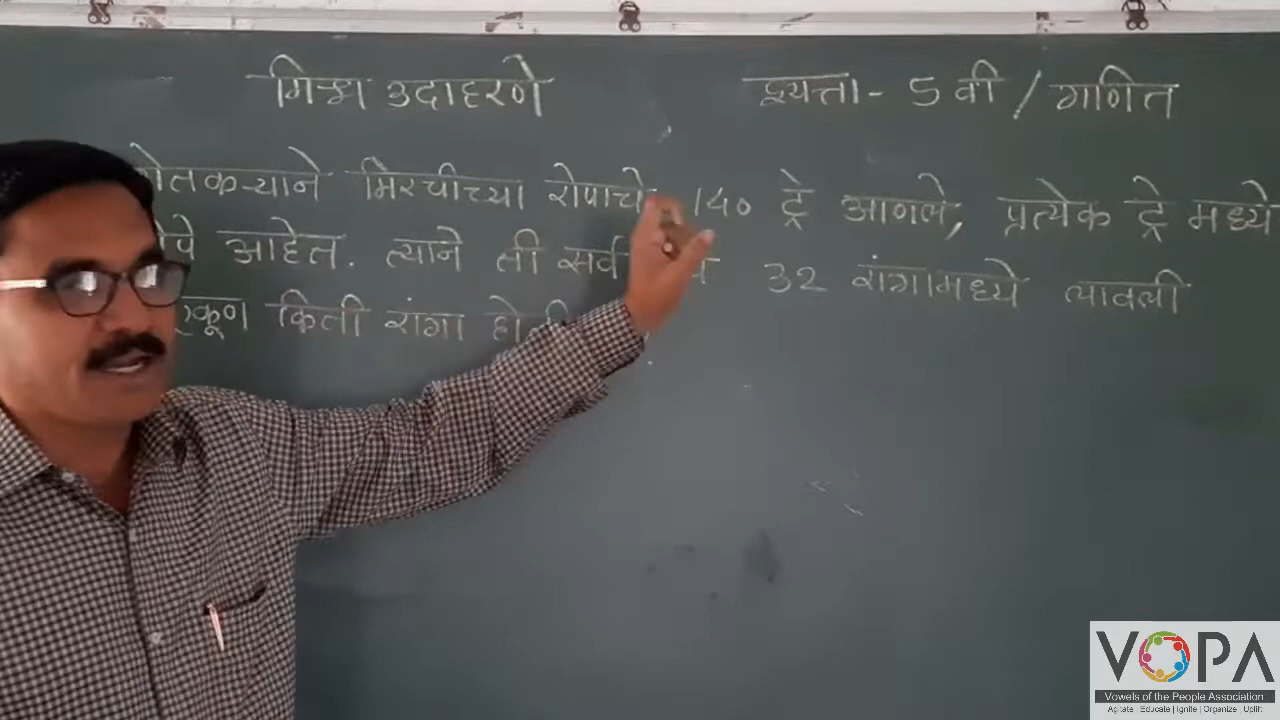 मिश्र उदाहरणे
इयत्ता - 5 वी / गणित
शेतकऱ्याने मिरचीच्या रोपाचे 140 ट्रे आणले, प्रत्येक ट्रे मध्ये
आहेत. त्याने ती सर्व 32 रांगामध्ये लावली
एकूण किती रांगा
VOPA
Vowels of the People Association
Agitate | Educate | Ignite | Organize | Uplift